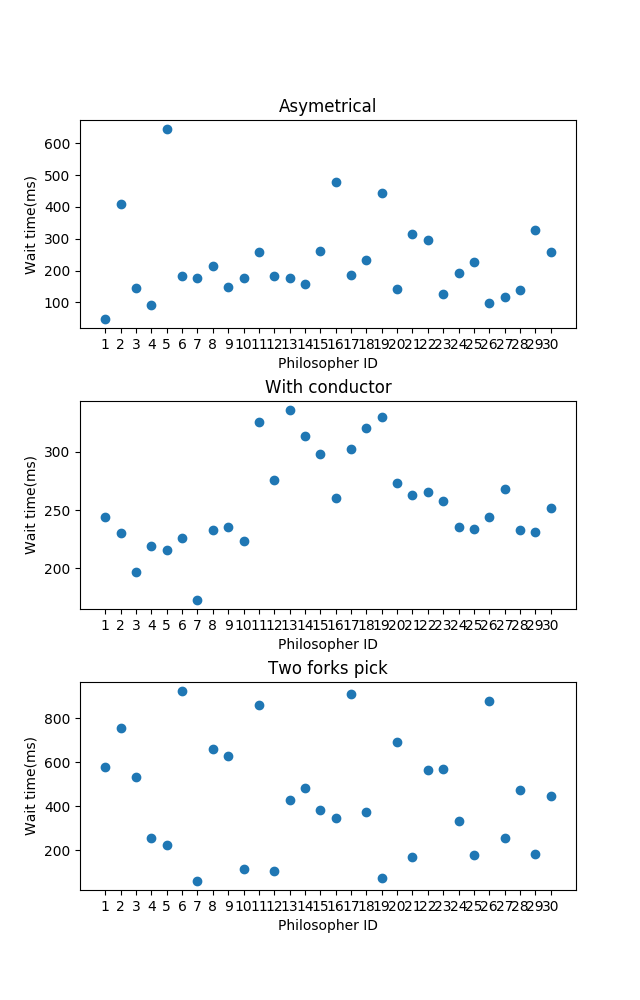 Asymetrical
600
500
400
300
200
100
Wait time(ms)
1 2 3 4 5 6 7 8 9 10 11 12 13 14 15 16 17 18 19 20 21 22 23 24 25 26 27 28 29 30
Philosopher ID
With conductor
300
250
200
Wait time(ms)
1 2 3 4 5 6 7 8 9 10 11 12 13 14 15 16 17 18 19 20 21 22 23 24 25 26 27 28 29 30
Philosopher ID
Two forks pick
800
600
400
200
Wait time(ms)
1 2 3 4 5 6 7 8 9 10 11 12 13 14 15 16 17 18 19 20 21 22 23 24 25 26 27 28 29 30
Philosopher ID